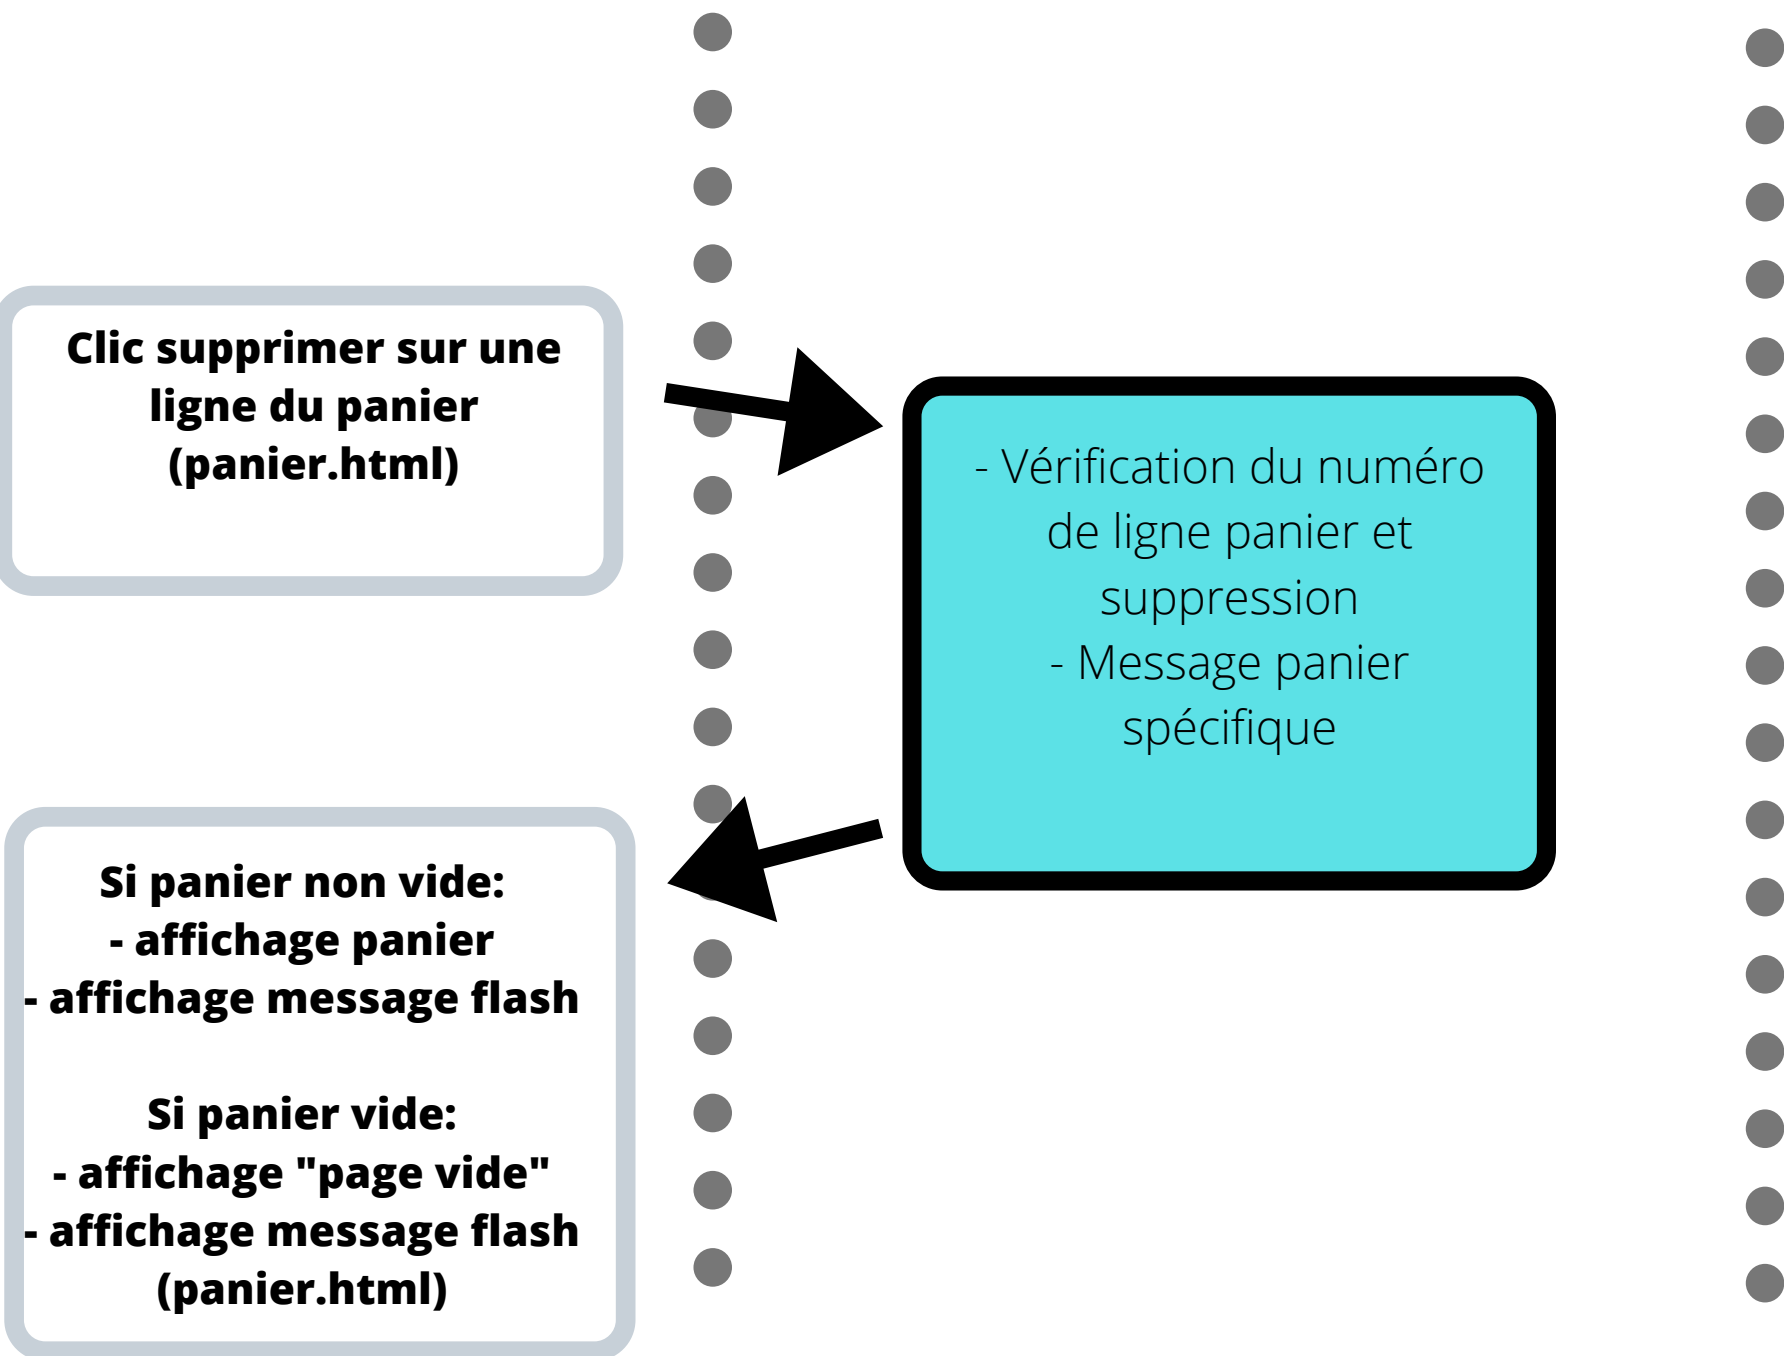 Clic supprimer sur une
ligne du panier
(panier.html)
- Vérification du numéro
de ligne panier et
suppression
- Message panier
spécifique
Si panier non vide:
- affichage panier
- affichage message flash
Si panier vide:
- affichage "page vide"
- affichage message flash
(panier.html)